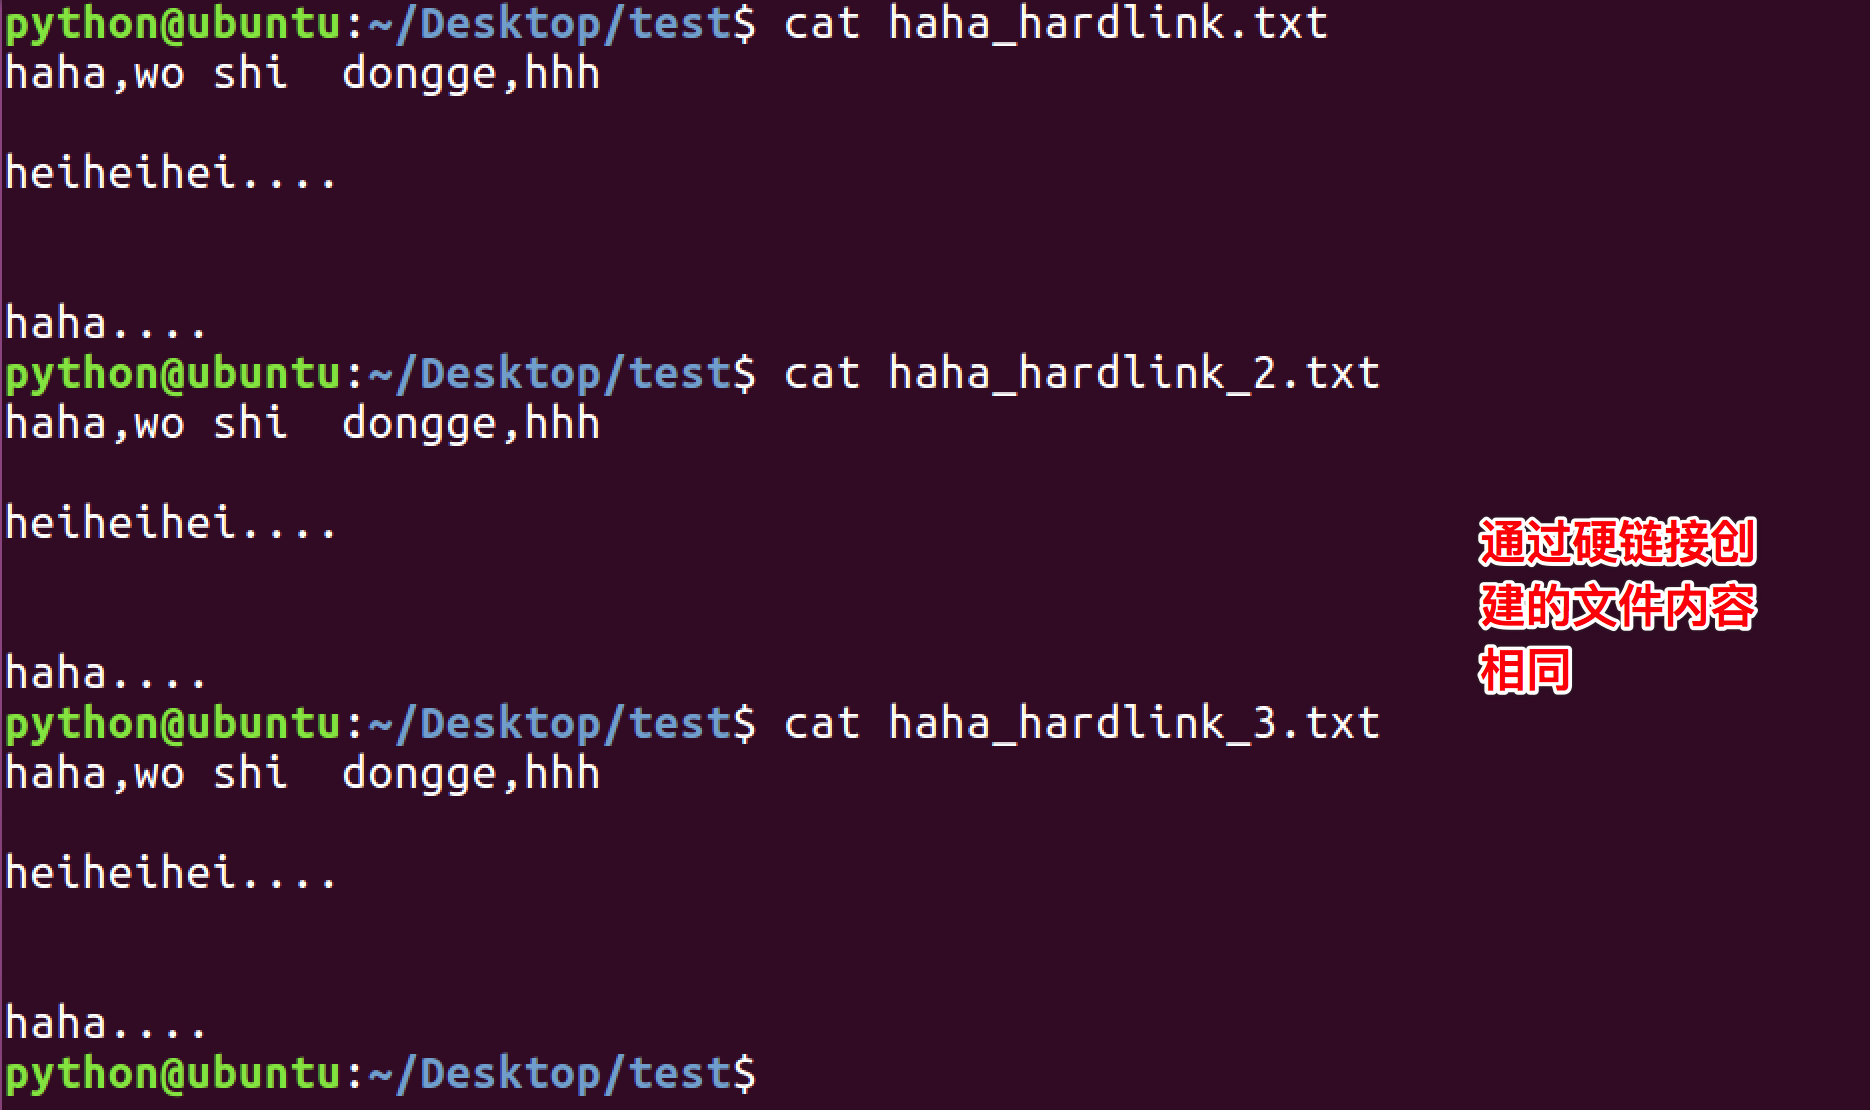 python@ubuntu:~/Desktop/test$ cat haha_hardlink.txt
haha,wo shi  dongge,hhh
heiheihei....
haha....
python@ubuntu:~/Desktop/test$ cat haha_hardlink_2.txt
haha,wo shi  dongge,hhh
heiheihei....
通过硬链接创
建的文件内容
相同
haha....
python@ubuntu:~/Desktop/test$ cat haha_hardlink_3.txt
haha,wo shi  dongge,hhh
heiheihei....
haha....
python@ubuntu:~/Desktop/test$